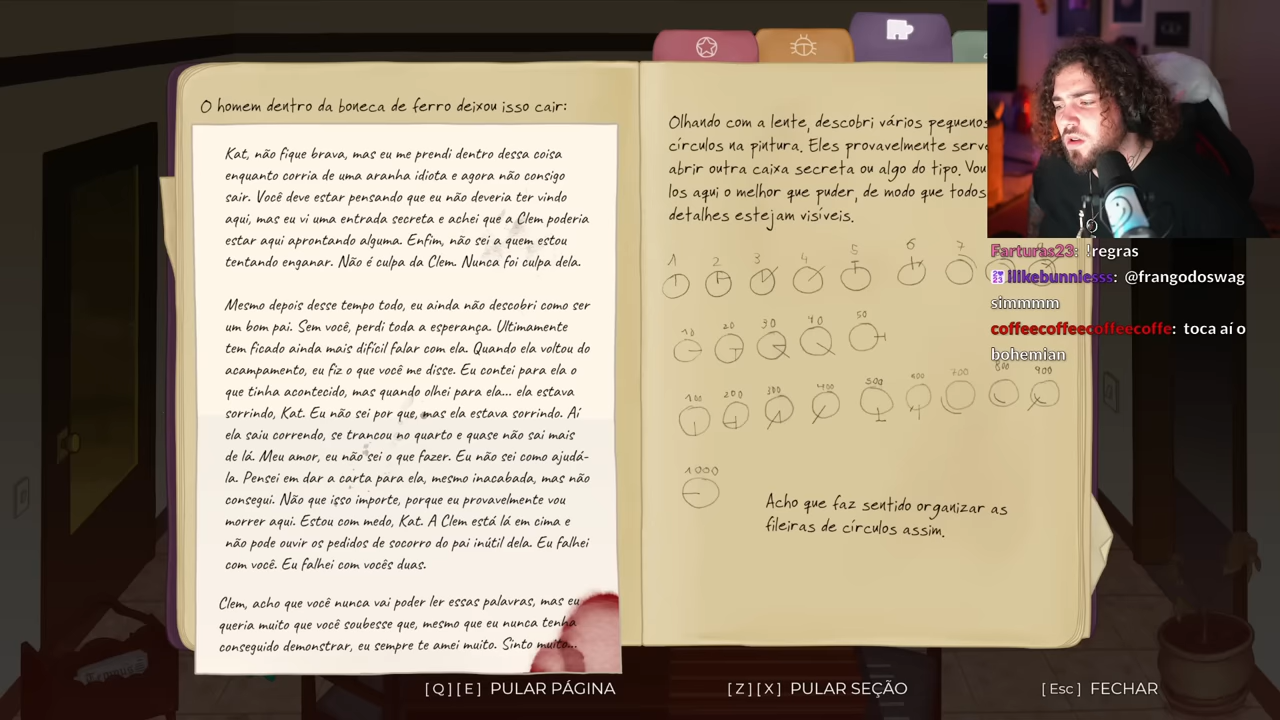 O homem dentro da boneca de ferro deixou isso cair:
Kat, não fique brava, mas eu me prendi dentro dessa coisa
enquanto corria de uma aranha idiota e agora não consigo
sair. Você deve estar pensando que eu não deveria ter vindo
aqui, mas eu vi uma entrada secreta e achei que a Clem poderia
estar aqui aprontando alguma. Enfim, não sei a quem estou
tentando enganar. Não é culpa da Clem. Nunca foi culpa dela.
Mesmo depois desse tempo todo, eu ainda não descobri como ser
um bom pai. Sem você, perdi toda a esperança. Ultimamente
tem ficado ainda mais difícil falar com ela. Quando ela voltou do
acampamento, eu fiz o que você me disse. Eu contei para ela o
que tinha acontecido, mas quando olhei para ela... ela estava
sorrindo, Kat. Eu não sei por que, mas ela estava sorrindo. Aí
ela saiu correndo, se trancou no quarto e quase não sai mais
de lá. Meu amor, eu não sei o que fazer. Eu não sei como ajudá-
la. Pensei em dar a carta para ela, mesmo inacabada, mas não
consegui. Não que isso importe, porque eu provavelmente vou
morrer aqui. Estou com medo, Kat. A Clem está lá em cima e
não pode ouvir os pedidos de socorro do pai inútil dela. Eu falhei
com você. Eu falhei com vocês duas.
Clem, acho que você nunca vai poder ler essas palavras, mas eu
queria muito que você soubesse que, mesmo que eu nunca tenha
conseguido demonstrar, eu sempre te amei muito. Sinto muito...
Olhando com a lente, descobri vários pequenos
círculos na pintura. Eles provavelmente
abrir outra caixa secreta ou algo do tipo.
los aqui o melhor que puder, de modo que todos
detalhes estejam visíveis.
1 2 3 4 5 6 7
10 20 30 40 50
100 200 300 400 500 600 700 800 900
1000
Acho que faz sentido organizar as
fileiras de círculos assim.
Farturas23: !regras
lilkebunniesss: @frangodoswag
simmmm
coffeecoffeecoffeecoffe: toca aí o
bohemian
[Q][E] PULAR PÁGINA
[Z][X] PULAR SEÇÃO
[Esc] FECHAR